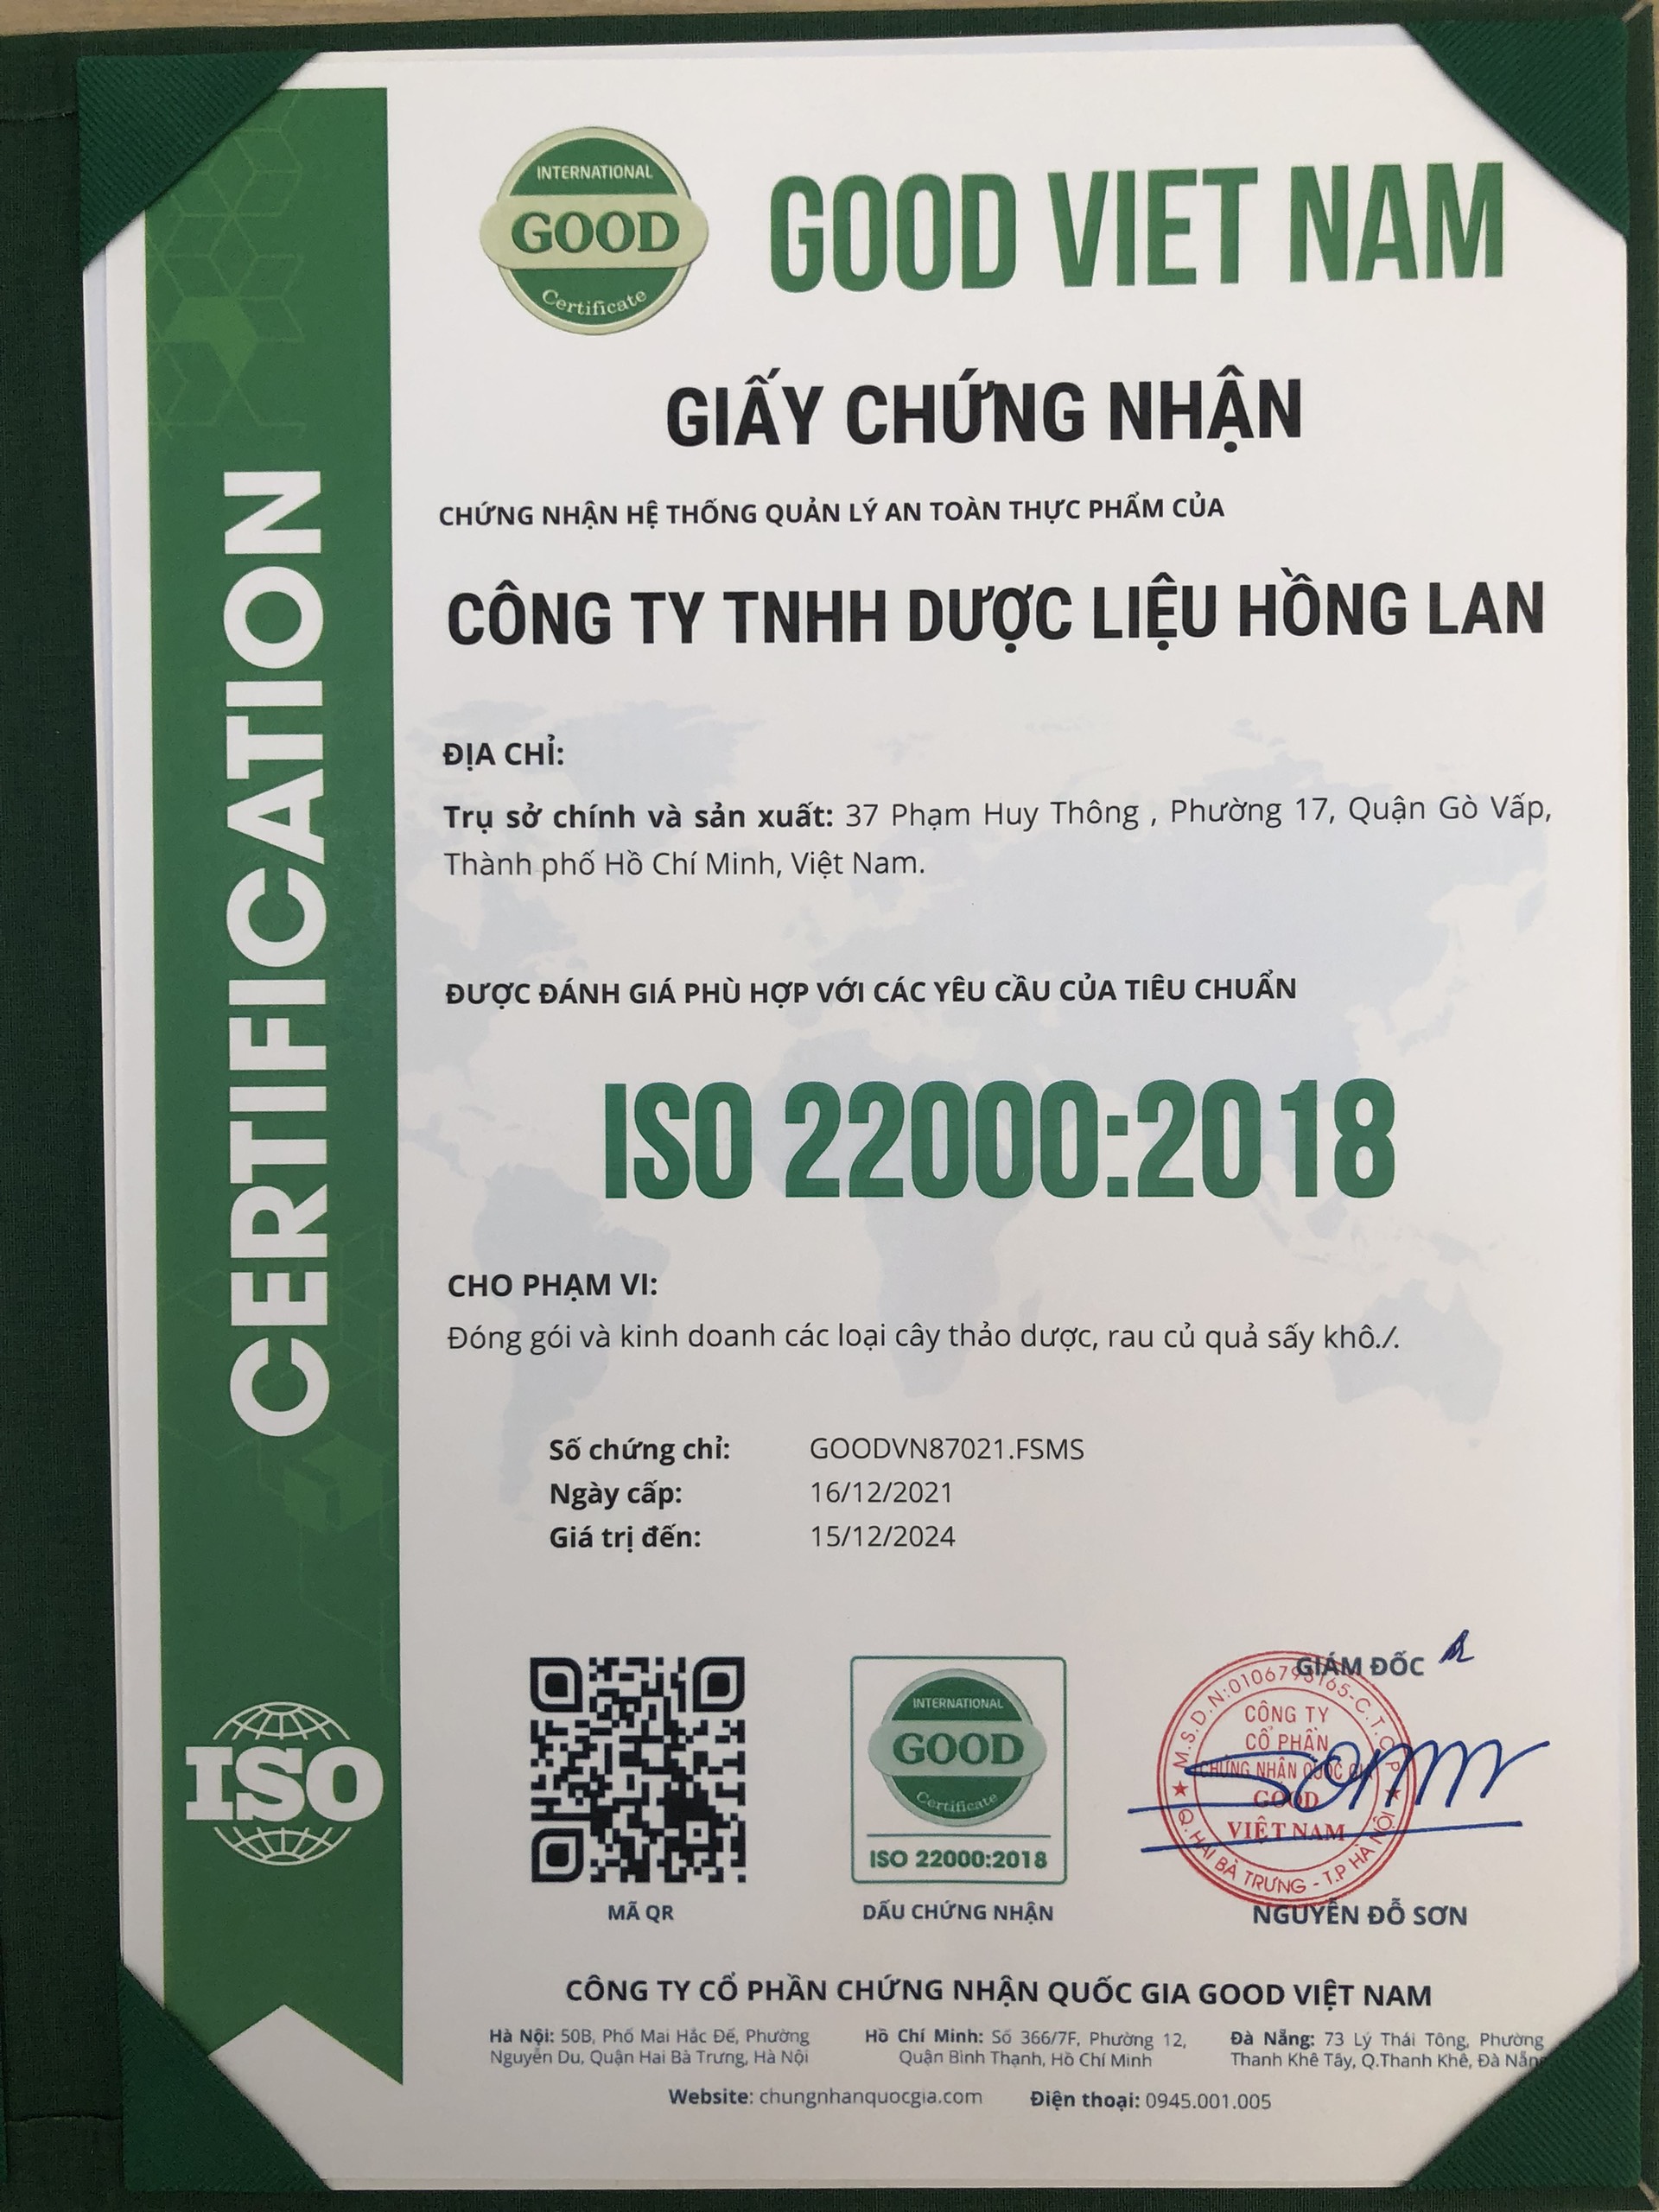 INTERNATIONAL
GOOD
Certificate
GOOD VIET NAM
GIẤY CHỨNG NHẬN
CHỨNG NHẬN HỆ THỐNG QUẢN LÝ AN TOÀN THỰC PHẨM CỦA
CÔNG TY TNHH DƯỢC LIỆU HỒNG LAN
ĐỊA CHỈ:
Trụ sở chính và sản xuất: 37 Phạm Huy Thông , Phường 17, Quận Gò Vấp,
Thành phố Hồ Chí Minh, Việt Nam.
ĐƯỢC ĐÁNH GIÁ PHÙ HỢP VỚI CÁC YÊU CẦU CỦA TIÊU CHUẨN
ISO 22000:2018
CHO PHẠM VI:
Đóng gói và kinh doanh các loại cây thảo dược, rau củ quả sấy khô./.
Số chứng chỉ: GOODVN87021.FSMS
Ngày cấp: 16/12/2021
Giá trị đến: 15/12/2024
CERTIFICATION
ISO
MÃ QR
INTERNATIONAL
GOOD
Certificate
ISO 22000:2018
DẤU CHỨNG NHẬN
GIÁM ĐỐC
M.S.D.N:0106793165-C.T.C.P
CÔNG TY
CỔ PHẦN
CHỨNG NHẬN QUỐC GIA
GOOD
VIỆT NAM
Q.HAI BÀ TRƯNG - T.P HÀ NỘI
NGUYỄN ĐỖ SƠN
CÔNG TY CỔ PHẦN CHỨNG NHẬN QUỐC GIA GOOD VIỆT NAM
Hà Nội: 50B, Phố Mai Hắc Đế, Phường
Nguyễn Du, Quận Hai Bà Trưng, Hà Nội
Hồ Chí Minh: Số 366/7F, Phường 12,
Quận Bình Thạnh, Hồ Chí Minh
Đà Nẵng: 73 Lý Thái Tông, Phường
Thanh Khê Tây, Q.Thanh Khê, Đà Nẵng
Website: chungnhanquocgia.com Điện thoại: 0945.001.005